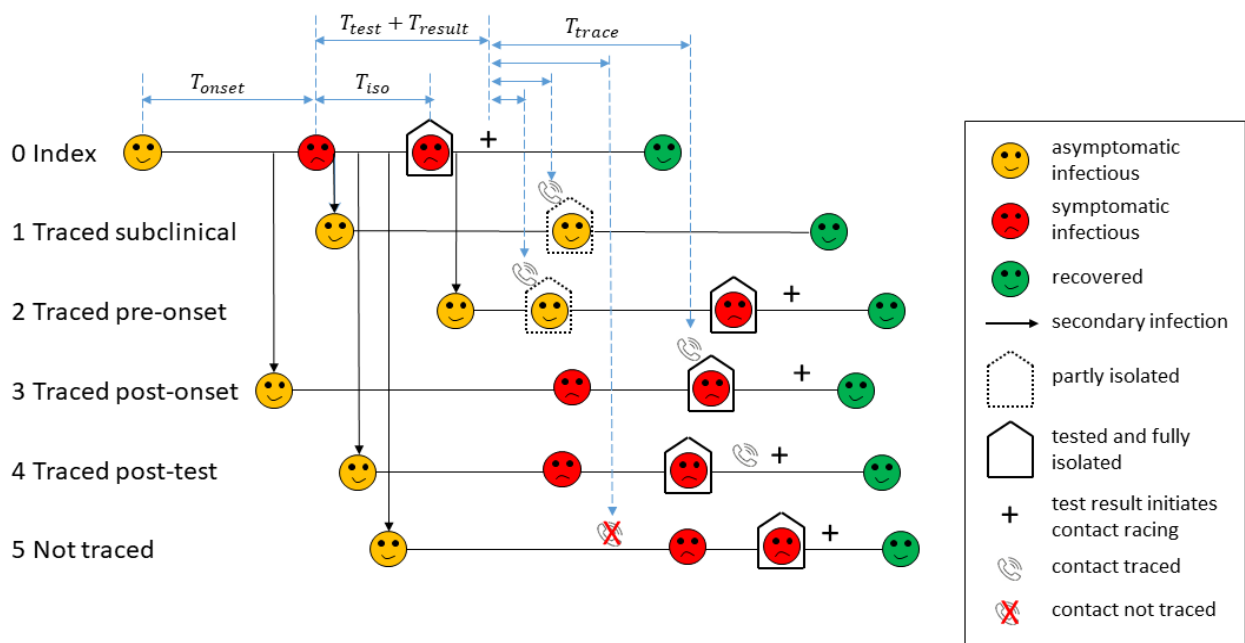 T_test + T_result
T_trace
T_onset
T_iso
0 Index
+
1 Traced subclinical
2 Traced pre-onset
+
3 Traced post-onset
+
4 Traced post-test
+
5 Not traced
+
asymptomatic
infectious
symptomatic
infectious
recovered
secondary infection
partly isolated
tested and fully
isolated
+
test result initiates
contact racing
contact traced
contact not traced